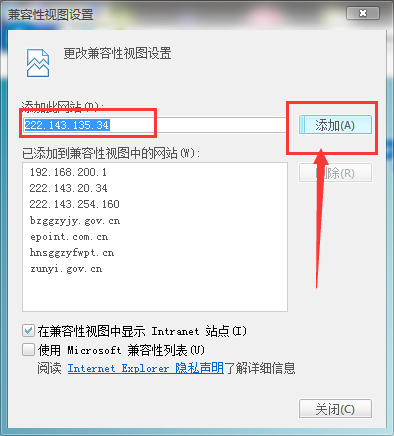 兼容性视图设置
更改兼容性视图设置
添加此网站(D):
222.143.135.34
添加(A)
已添加到兼容性视图中的网站(W):
192.168.200.1
222.143.20.34
222.143.254.160
bzggzyjy.gov.cn
epoint.com.cn
hnsggzyfwpt.cn
zunyi.gov.cn
删除(R)
在兼容性视图中显示 Intranet 站点(I)
使用 Microsoft 兼容性列表(U)
阅读 Internet Explorer 隐私声明了解详细信息
关闭(C)